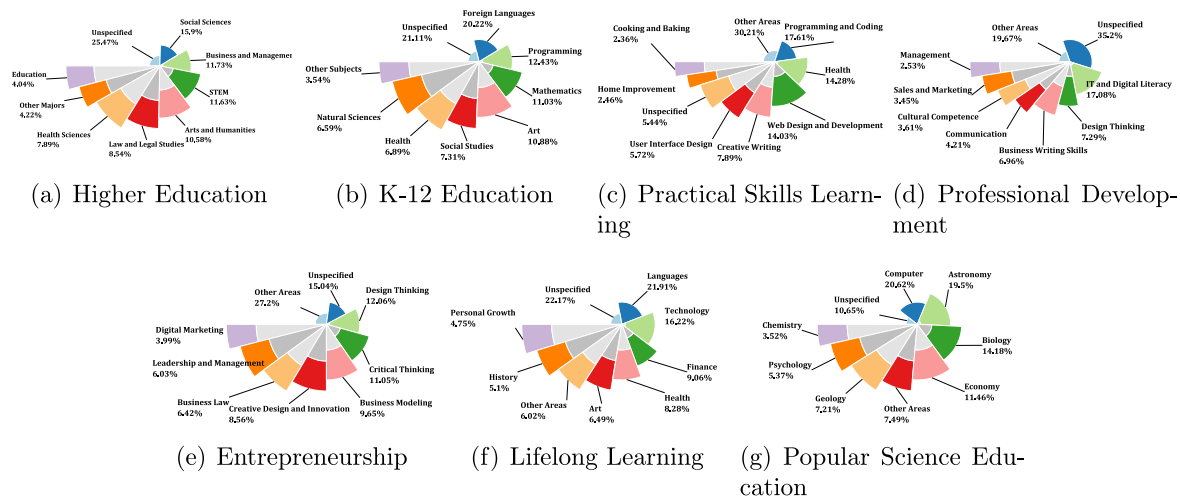 Unspecified
25.47%
Social Sciences
15,9%
Business and Managemen
11.73%
STEM
11.63%
Arts and Humanities
10,58%
Law and Legal Studies
8.54%
Health Sciences
7.89%
Other Majors
4.22%
Education
4.04%
(a) Higher Education
Foreign Languages
20.22%
Unspecified
21.11%
Programming
12.43%
Mathematics
11.03%
Art
10.88%
Social Studies
7.31%
Health
6.89%
Natural Sciences
6.59%
Other Subjects
3.54%
(b) K-12 Education
Other Areas
30.21%
Programming and Coding
17.61%
Health
14.28%
Web Design and Development
14.03%
Creative Writing
7.89%
User Interface Design
5.72%
Unspecified
5.44%
Home Improvement
2.46%
Cooking and Baking
2.36%
(c) Practical Skills Learn-
ing
Other Areas
19.67%
Unspecified
35.2%
IT and Digital Literacy
17.08%
Design Thinking
7.29%
Business Writing Skills
6.96%
Communication
4.21%
Cultural Competence
3.61%
Sales and Marketing
3.45%
Management
2.53%
(d) Professional Develop-
ment
Other Areas
27.2%
Unspecified
15.04%
Design Thinking
12.06%
Critical Thinking
11.05%
Business Modeling
9.65%
Creative Design and Innovation
8.56%
Business Law
6.42%
Leadership and Management
6.03%
Digital Marketing
3.99%
(e) Entrepreneurship
Unspecified
22.17%
Languages
21.91%
Technology
16.22%
Finance
9.06%
Health
8.28%
Art
6.49%
Other Areas
6.02%
History
5.1%
Personal Growth
4.75%
(f) Lifelong Learning
Computer
20.62%
Astronomy
19.5%
Unspecified
10.65%
Biology
14.18%
Economy
11.46%
Other Areas
7.49%
Geology
7.21%
Psychology
5.37%
Chemistry
3.52%
(g) Popular Science Edu-
cation